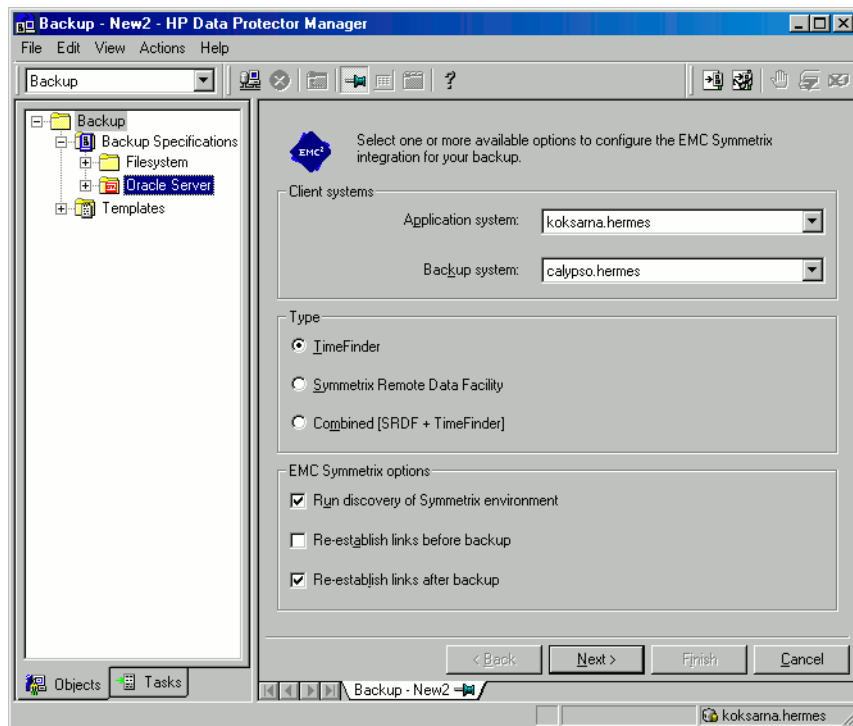 Backup - New2 - HP Data Protector Manager
File Edit View Actions Help
Backup
?
Backup
Backup Specifications
Filesystem
Oracle Server
Templates
EMC²
Select one or more available options to configure the EMC Symmetrix
integration for your backup.
Client systems
Application system: koksarna.hermes
Backup system: calypso.hermes
Type
TimeFinder
Symmetrix Remote Data Facility
Combined [SRDF + TimeFinder]
EMC Symmetrix options
Run discovery of Symmetrix environment
Re-establish links before backup
Re-establish links after backup
< Back Next > Finish Cancel
Objects Tasks
Backup - New2
koksarna.hermes